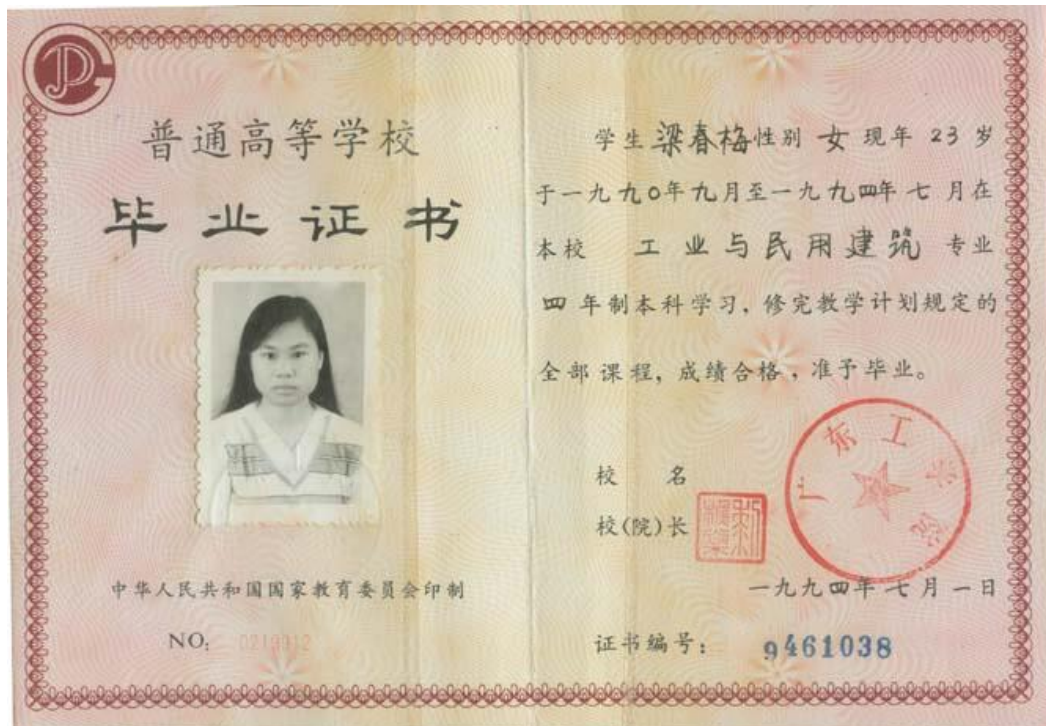 普通高等学校
毕业证书
中华人民共和国国家教育委员会印制
NO:
学生 梁春梅 性别 女 现年 23 岁
于一九九0年九月至一九九四年七月在
本校 工业与民用建筑 专业
四年制本科学习,修完教学计划规定的
全部课程,成绩合格,准予毕业。
校 名
校(院)长
广东工
一九九四年七月一日
证书编号: 9461038